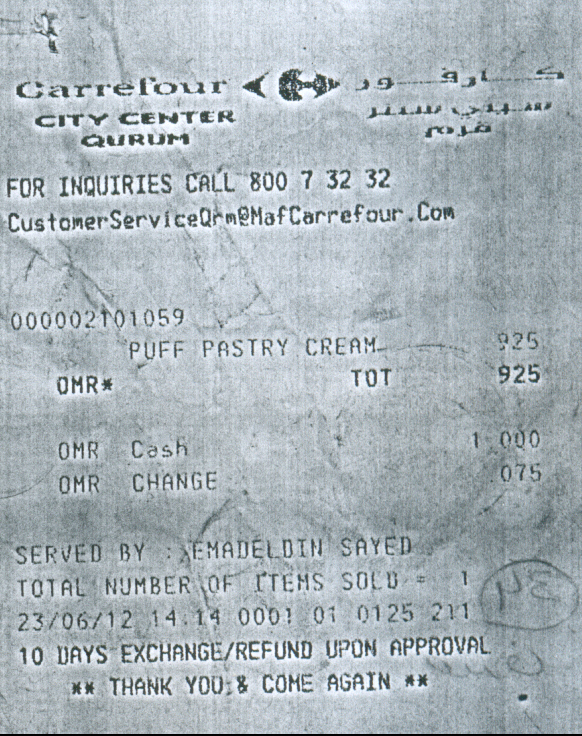 Carrefour كارفور
CITY CENTER سيتي سنتر
QURUM قرم
FOR INQUIRIES CALL 800 7 32 32
CustomerServiceQrm@MafCarrefour.Com
000002101059
PUFF PASTRY CREAM 925
OMR* TOT 925
OMR Cash 1 000
OMR CHANGE .075
SERVED BY : EMADELDIN SAYED
TOTAL NUMBER OF ITEMS SOLD = 1
23/06/12 14:14 0001 01 0125 211
10 DAYS EXCHANGE/REFUND UPON APPROVAL
** THANK YOU & COME AGAIN **